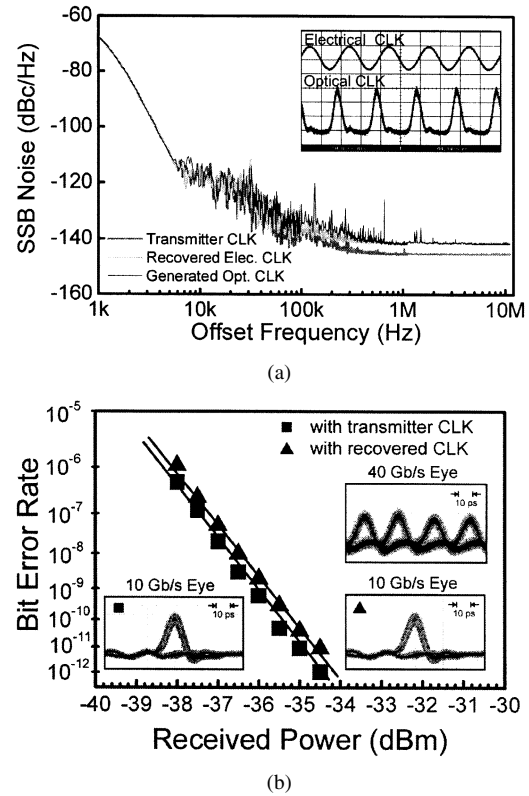 -60
-80
-100
-120
-140
-160
SSB Noise (dBc/Hz)
Electrical CLK
Optical CLK
Transmitter CLK
Recovered Elec. CLK
Generated Opt. CLK
1k
10k
100k
1M
10M
Offset Frequency (Hz)
(a)
10-5
10-6
10-7
10-8
10-9
10-10
10-11
10-12
Bit Error Rate
with transmitter CLK
with recovered CLK
40 Gb/s Eye
10 ps
10 Gb/s Eye
10 ps
10 Gb/s Eye
10 ps
-40
-39
-38
-37
-36
-35
-34
-33
-32
-31
-30
Received Power (dBm)
(b)